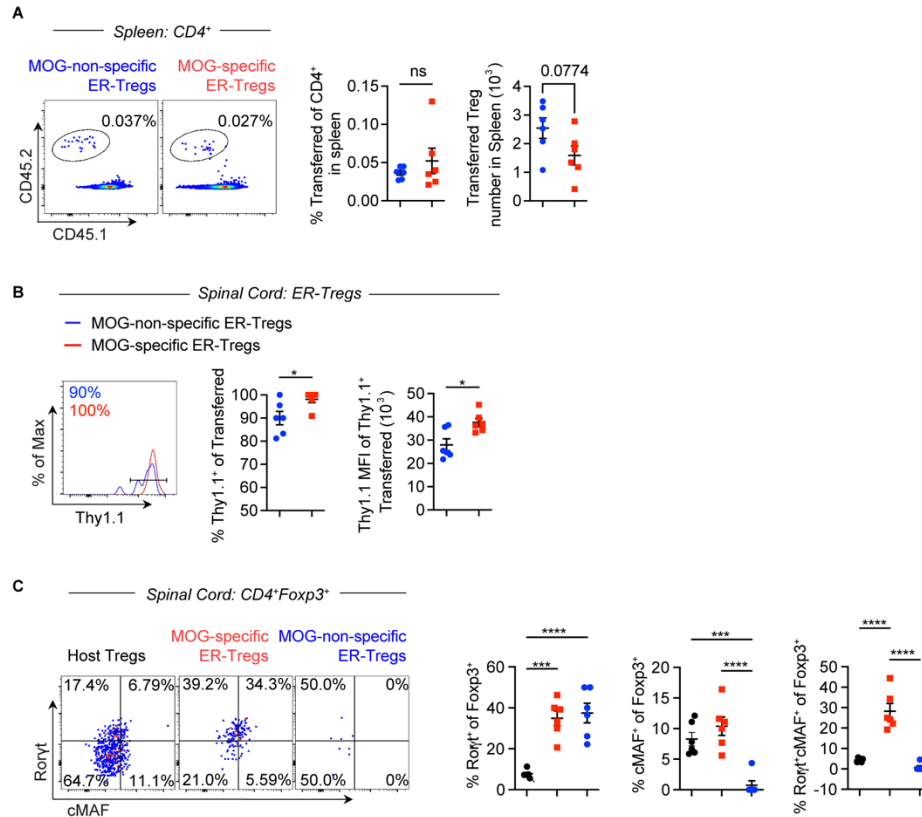 A
Spleen: CD4⁺
MOG-non-specific
ER-Tregs
MOG-specific
ER-Tregs
0.037%
0.027%
CD45.2
CD45.1
% Transferred of CD4⁺
in spleen
0.15
0.10
0.05
0.00
ns
Transferred Treg
number in Spleen (10³)
4
3
2
1
0
0.0774
B
Spinal Cord: ER-Tregs
MOG-non-specific ER-Tregs
MOG-specific ER-Tregs
90%
100%
% of Max
Thy1.1
% Thy1.1⁺ of Transferred
100
90
80
70
60
50
*
Thy1.1 MFI of Thy1.1⁺
Transferred (10³)
50
40
30
20
10
0
*
C
Spinal Cord: CD4⁺Foxp3⁺
Host Tregs
MOG-specific
ER-Tregs
MOG-non-specific
ER-Tregs
17.4%
6.79%
64.7%
11.1%
39.2%
34.3%
21.0%
5.59%
50.0%
0%
50.0%
0%
Rorγt
cMAF
% Rorγt⁺ of Foxp3⁺
60
40
20
0
****
***
% cMAF⁺ of Foxp3⁺
20
15
10
5
0
***
****
% Rorγt⁺cMAF⁺ of Foxp3⁺
50
40
30
20
10
0
-10
****
****